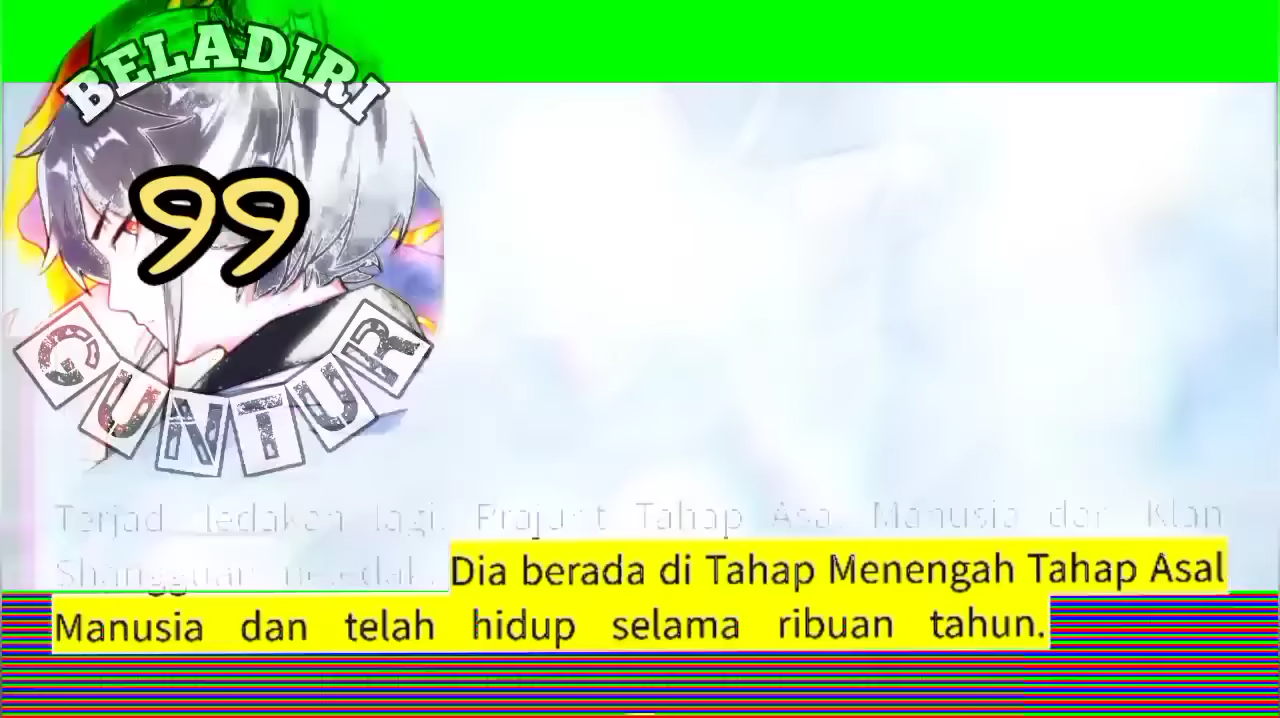 BELADIRI
99
GUNTUR
Terjadi ledakan lagi. Prajurit Tahap Asal Manusia dari Klan
Shangguan meledak. Dia berada di Tahap Menengah Tahap Asal
Manusia dan telah hidup selama ribuan tahun.